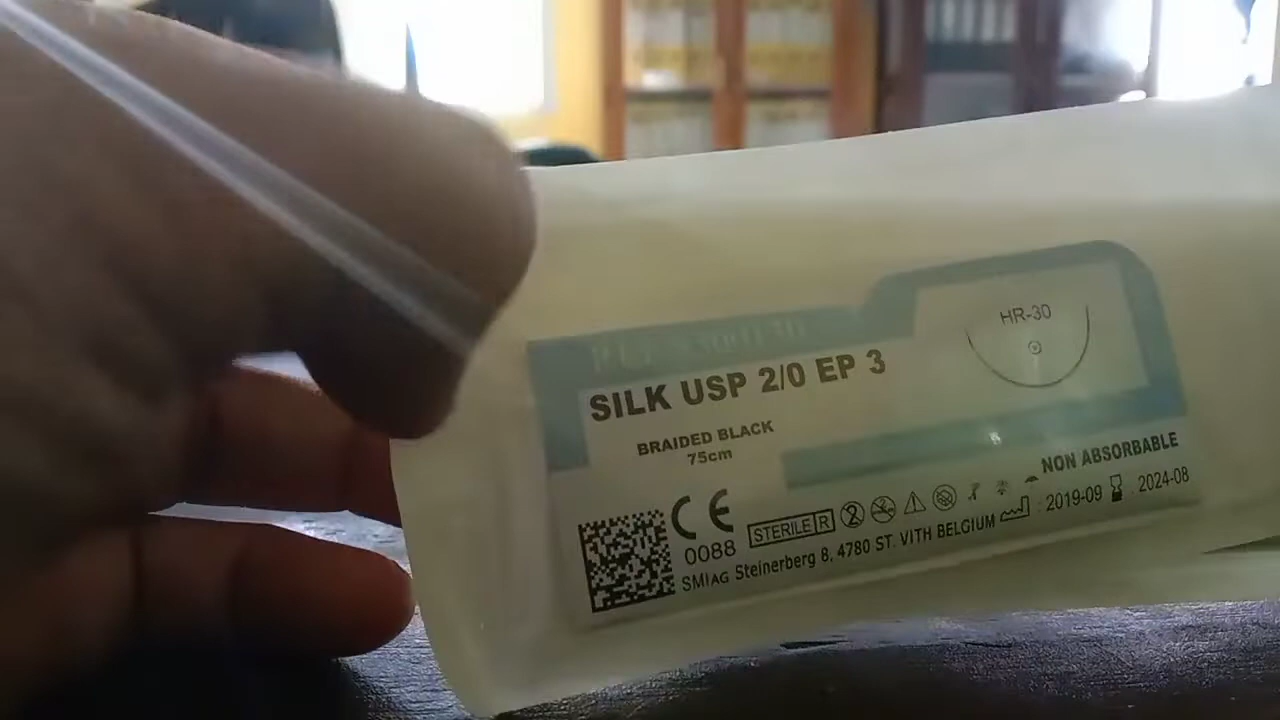 HR-30
SILK USP 2/0 EP 3
BRAIDED BLACK
75cm
NON ABSORBABLE
CE
0088
STERILE R
2
2019-09
2024-08
SMIAG Steinerberg 8, 4780 ST. VITH BELGIUM